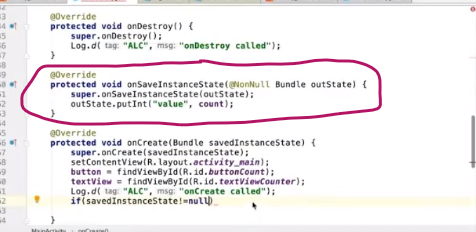 @Override
protected void onDestroy() {
super.onDestroy();
Log.d( tag: "ALC", msg: "onDestroy called");
}
@Override
protected void onSaveInstanceState(@NonNull Bundle outState) {
super.onSaveInstanceState(outState);
outState.putInt("value", count);
}
@Override
protected void onCreate(Bundle savedInstanceState) {
super.onCreate(savedInstanceState);
setContentView(R.layout.activity_main);
button = findViewById(R.id.buttonCount);
textView = findViewById(R.id.textViewCounter);
Log.d( tag: "ALC", msg: "onCreate called");
if(savedInstanceState!=null)
}
MainActivity › onCreate()